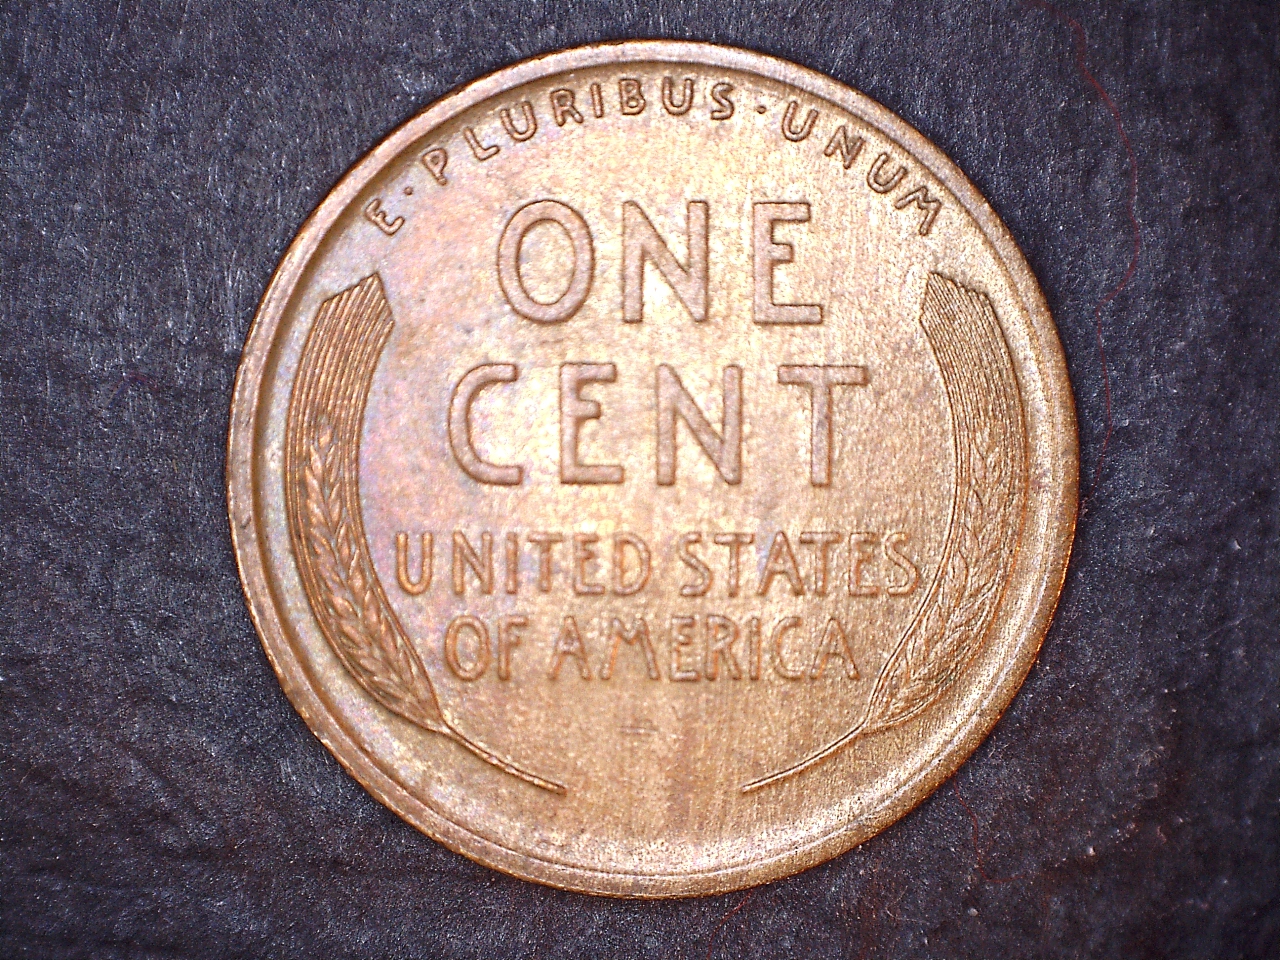 E·PLURIBUS·UNUM
ONE
CENT
UNITED STATES
OF AMERICA